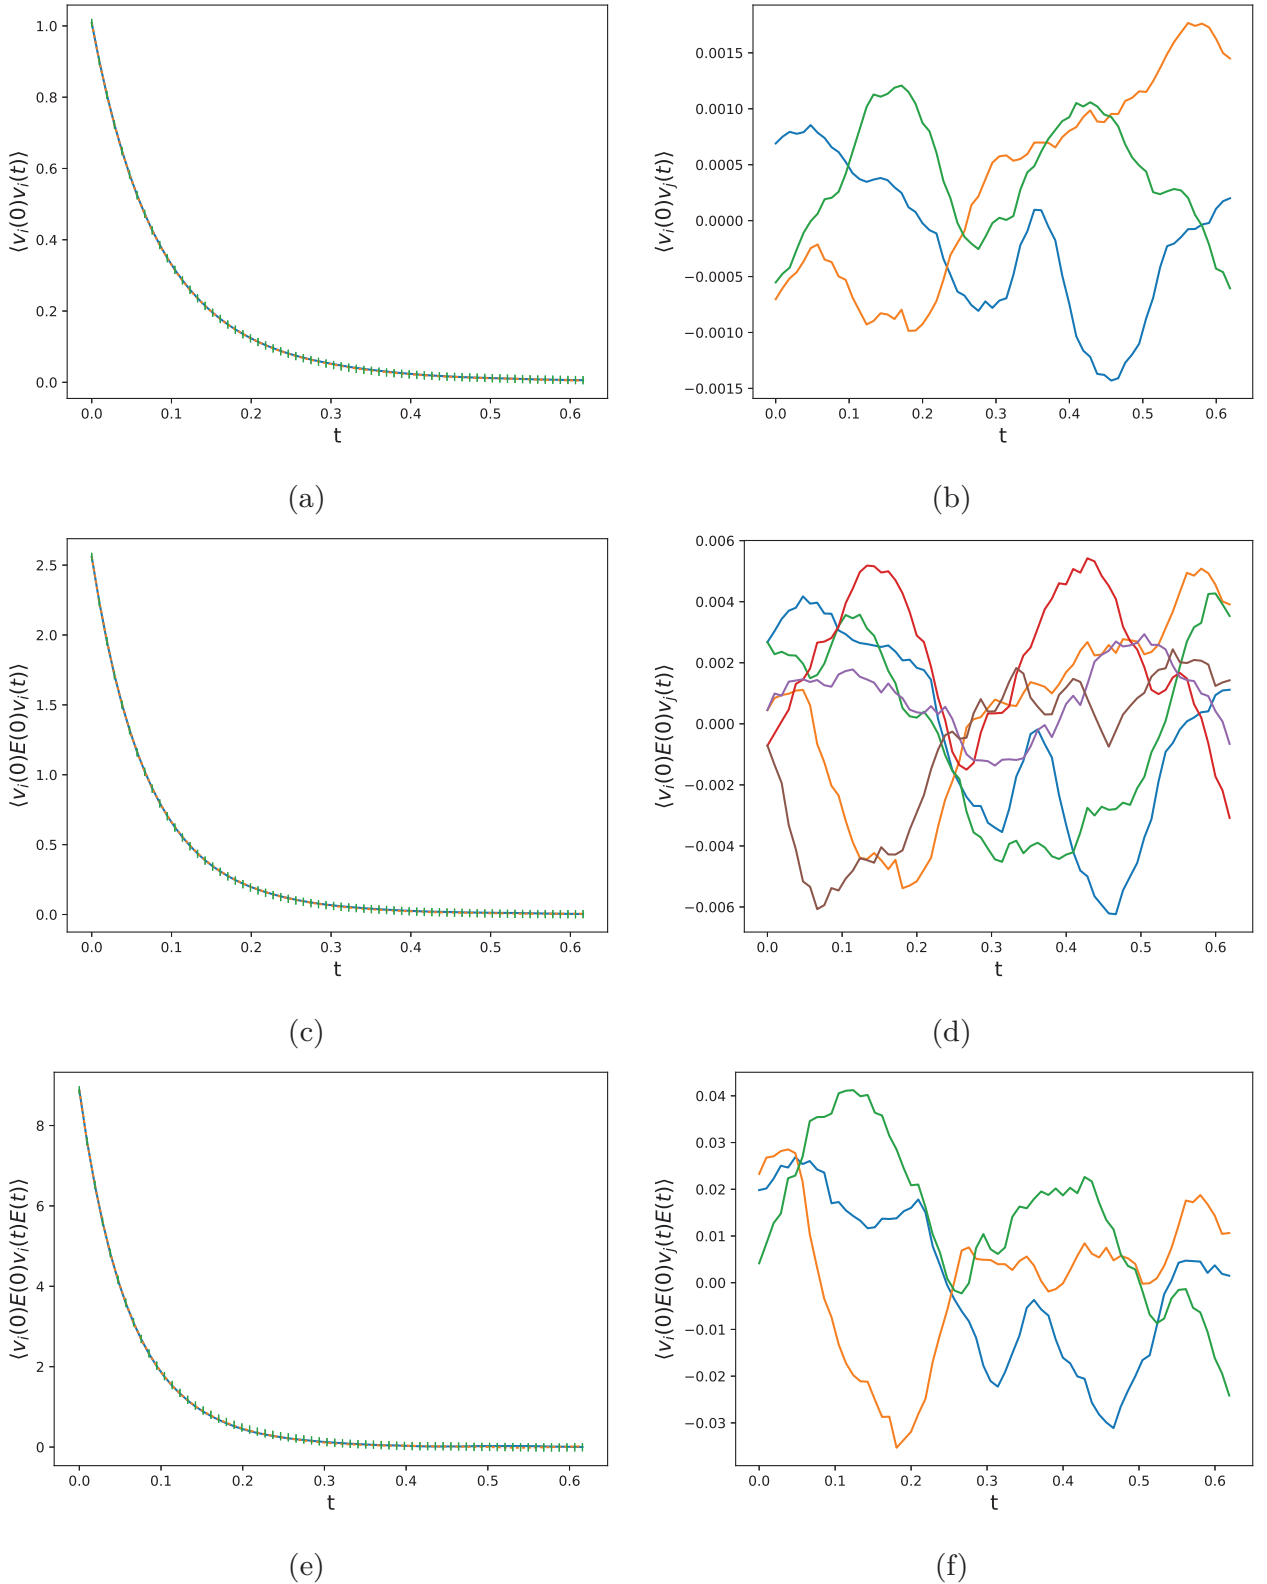 1.0
0.8
0.6
0.4
0.2
0.0
⟨v_i(0)v_i(t)⟩
0.0 0.1 0.2 0.3 0.4 0.5 0.6
t
(a)
0.0015
0.0010
0.0005
0.0000
−0.0005
−0.0010
−0.0015
⟨v_i(0)v_j(t)⟩
0.0 0.1 0.2 0.3 0.4 0.5 0.6
t
(b)
2.5
2.0
1.5
1.0
0.5
0.0
⟨v_i(0)E(0)v_i(t)⟩
0.0 0.1 0.2 0.3 0.4 0.5 0.6
t
(c)
0.006
0.004
0.002
0.000
−0.002
−0.004
−0.006
⟨v_i(0)E(0)v_j(t)⟩
0.0 0.1 0.2 0.3 0.4 0.5 0.6
t
(d)
8
6
4
2
0
⟨v_i(0)E(0)v_i(t)E(t)⟩
0.0 0.1 0.2 0.3 0.4 0.5 0.6
t
(e)
0.04
0.03
0.02
0.01
0.00
−0.01
−0.02
−0.03
⟨v_i(0)E(0)v_j(t)E(t)⟩
0.0 0.1 0.2 0.3 0.4 0.5 0.6
t
(f)